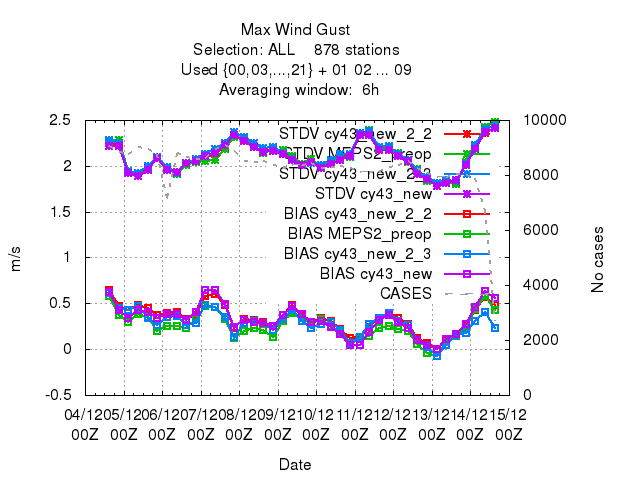 Max Wind Gust
Selection: ALL 878 stations
Used {00,03,...,21} + 01 02 ... 09
Averaging window: 6h
2.5
2
1.5
1
0.5
0
-0.5
m/s
10000
8000
6000
4000
2000
0
No cases
STDV cy43_new_2_2
STDV MEPS2_preop
STDV cy43_new_2_3
STDV cy43_new
BIAS cy43_new_2_2
BIAS MEPS2_preop
BIAS cy43_new_2_3
BIAS cy43_new
CASES
04/12 05/12 06/12 07/12 08/12 09/12 10/12 11/12 12/12 13/12 14/12 15/12
00Z 00Z 00Z 00Z 00Z 00Z 00Z 00Z 00Z 00Z 00Z 00Z
Date